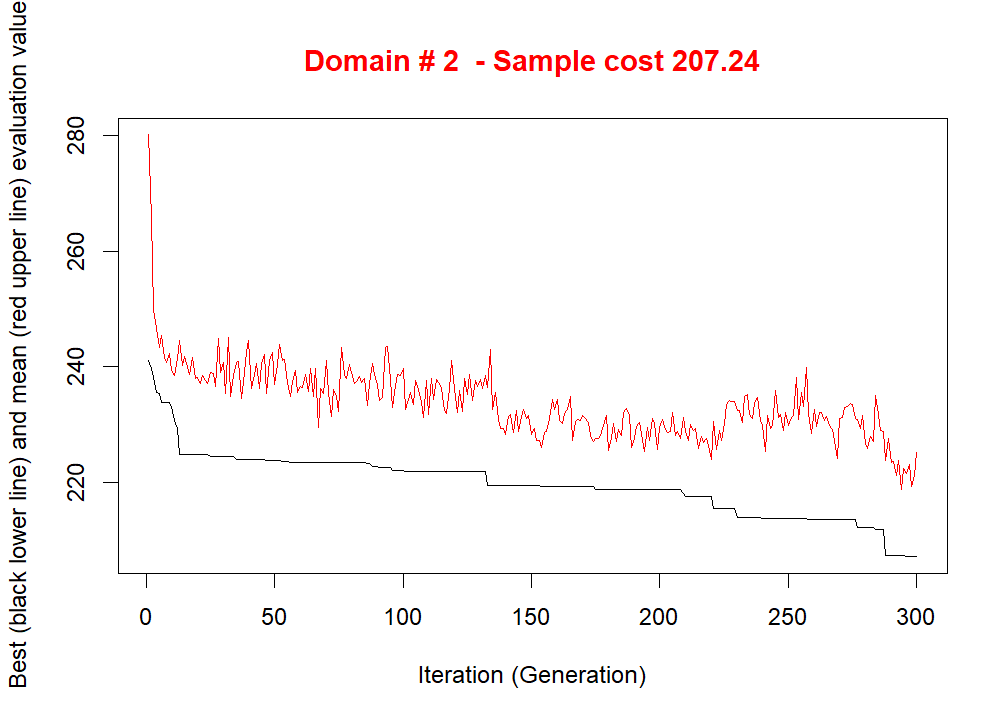 Domain # 2  - Sample cost 207.24
Best (black lower line) and mean (red upper line) evaluation value
280
260
240
220
0 50 100 150 200 250 300
Iteration (Generation)